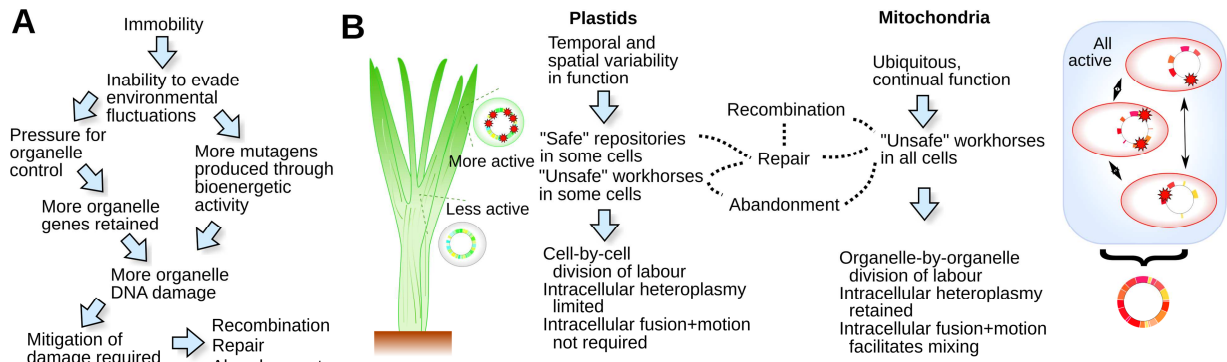 A
Immobility
Inability to evade
environmental
fluctuations
Pressure for
organelle
control
More mutagens
produced through
bioenergetic
activity
More organelle
genes retained
More organelle
DNA damage
Mitigation of
damage required
Recombination
Repair
B
More active
Less active
Plastids
Temporal and
spatial variability
in function
"Safe" repositories
in some cells
"Unsafe" workhorses
in some cells
Cell-by-cell
division of labour
Intracellular heteroplasmy
limited
Intracellular fusion+motion
not required
Recombination
Repair
Abandonment
Mitochondria
Ubiquitous,
continual function
"Unsafe" workhorses
in all cells
Organelle-by-organelle
division of labour
Intracellular heteroplasmy
retained
Intracellular fusion+motion
facilitates mixing
All
active